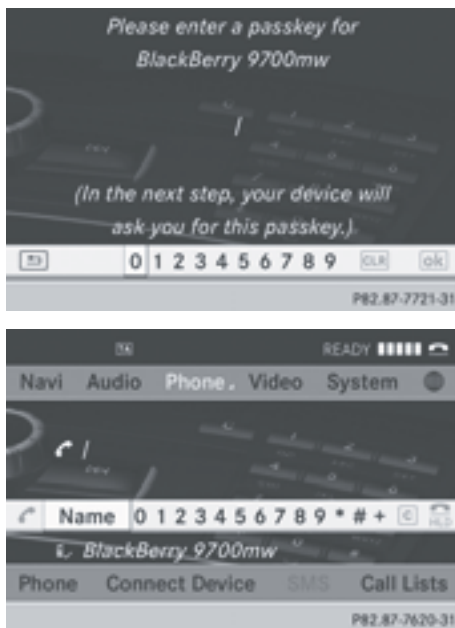 Please enter a passkey for
BlackBerry 9700mw
(In the next step, your device will
ask you for this passkey.)
0 1 2 3 4 5 6 7 8 9 CLR ok
P82.87-7721-31
READY
Navi Audio Phone Video System
Name 0 1 2 3 4 5 6 7 8 9 * # + C
BlackBerry 9700mw
Phone Connect Device SMS Call Lists
P82.87-7620-31